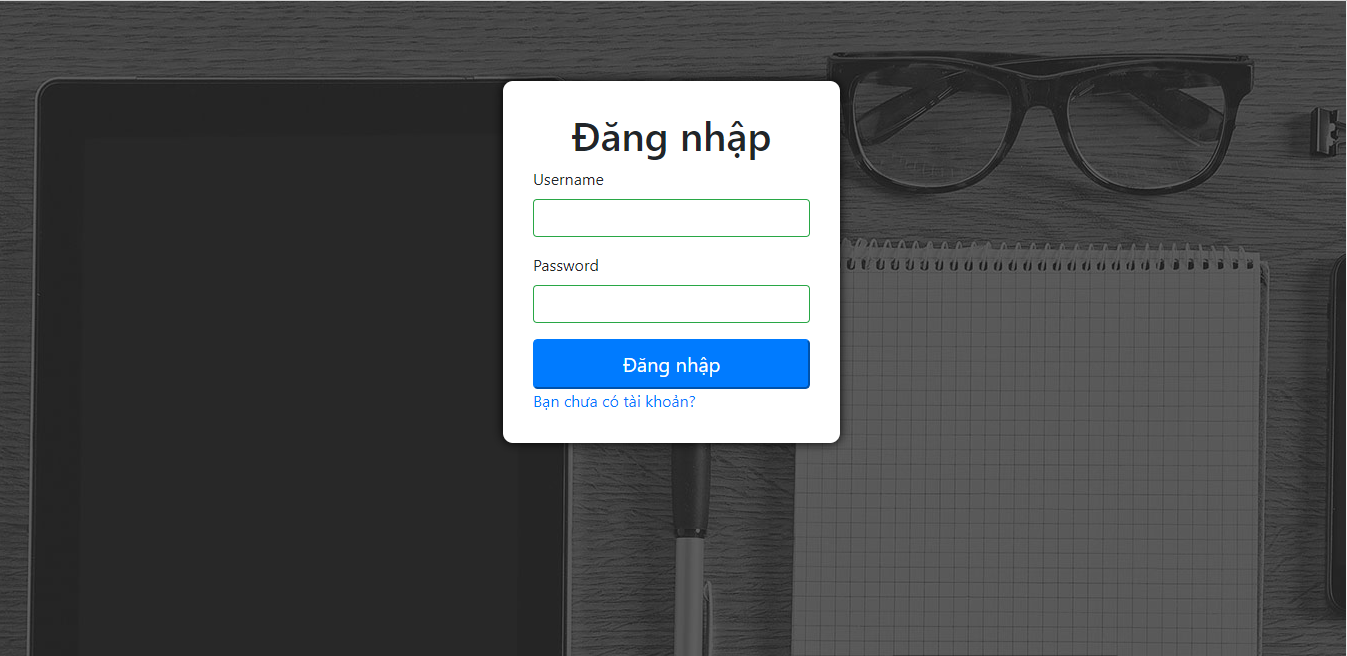 Đăng nhập
Username
Password
Đăng nhập
Bạn chưa có tài khoản?